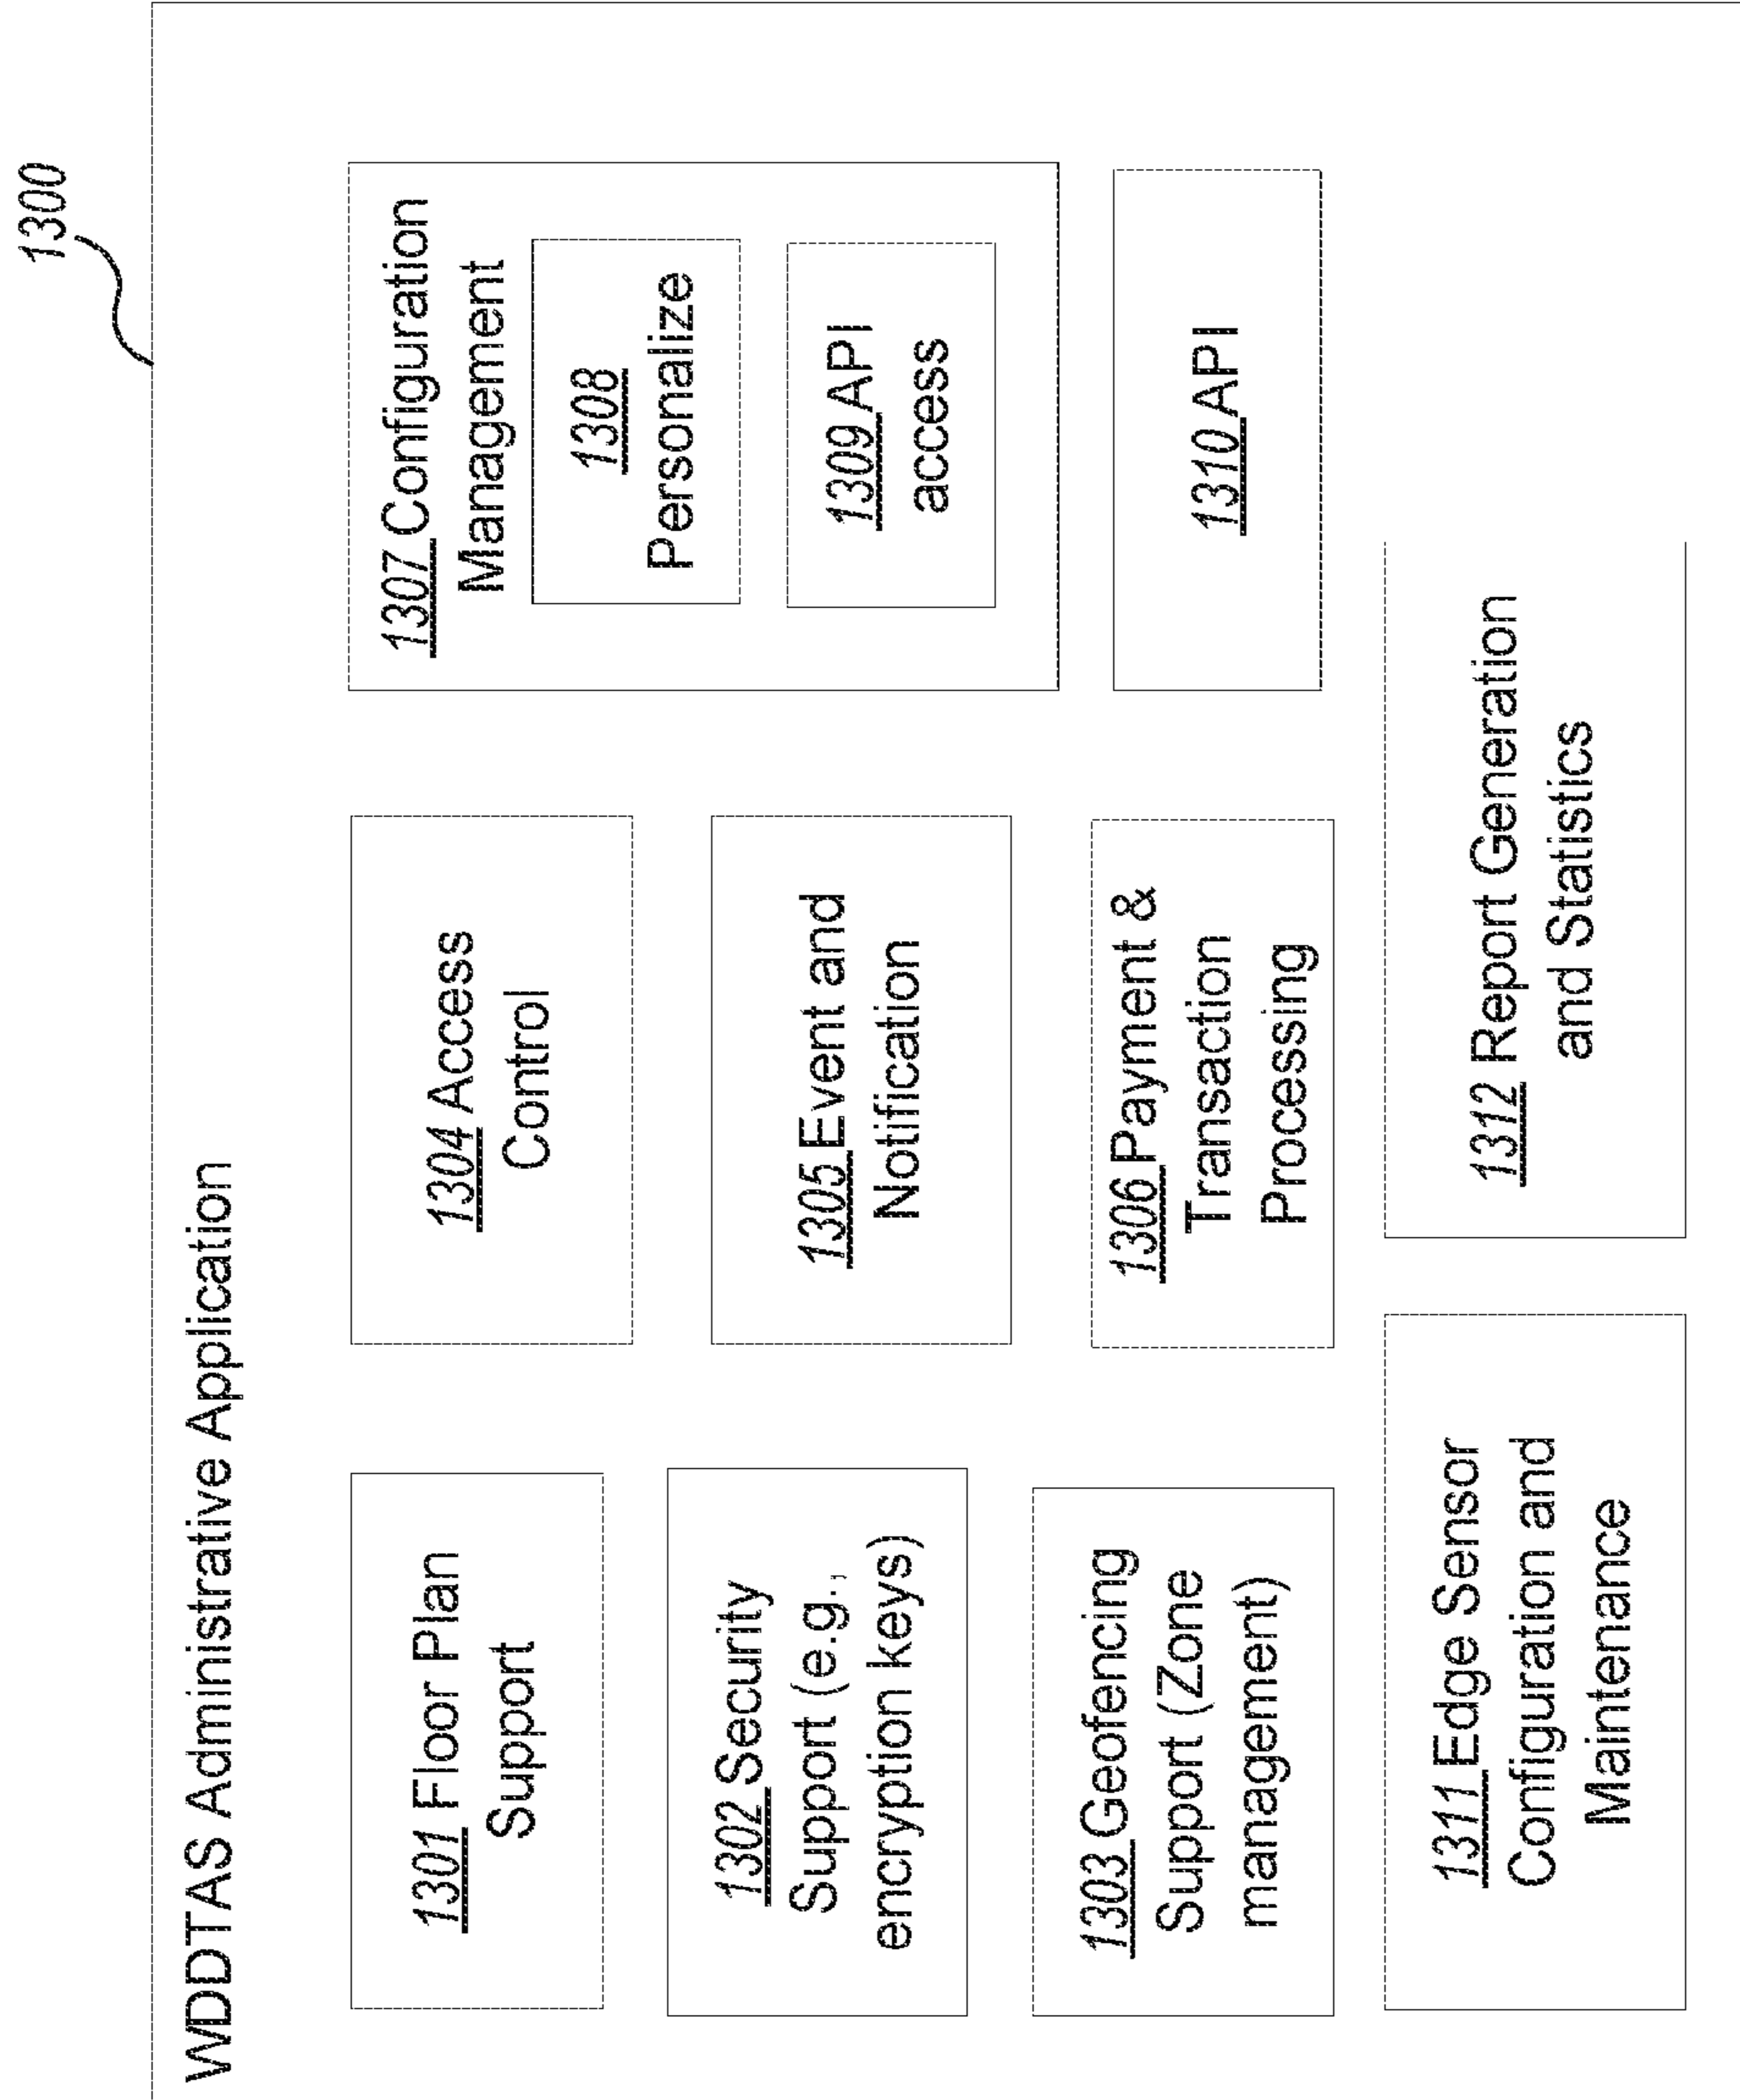 1300
WDDTAS Administrative Application
1301 Floor Plan
Support
1302 Security
Support (e.g.,
encryption keys)
1303 Geofencing
Support (Zone
management)
1304 Access
Control
1305 Event and
Notification
1306 Payment &
Transaction
Processing
1307 Configuration
Management
1308
Personalize
1309 API
access
1310 API
1311 Edge Sensor
Configuration and
Maintenance
1312 Report Generation
and Statistics